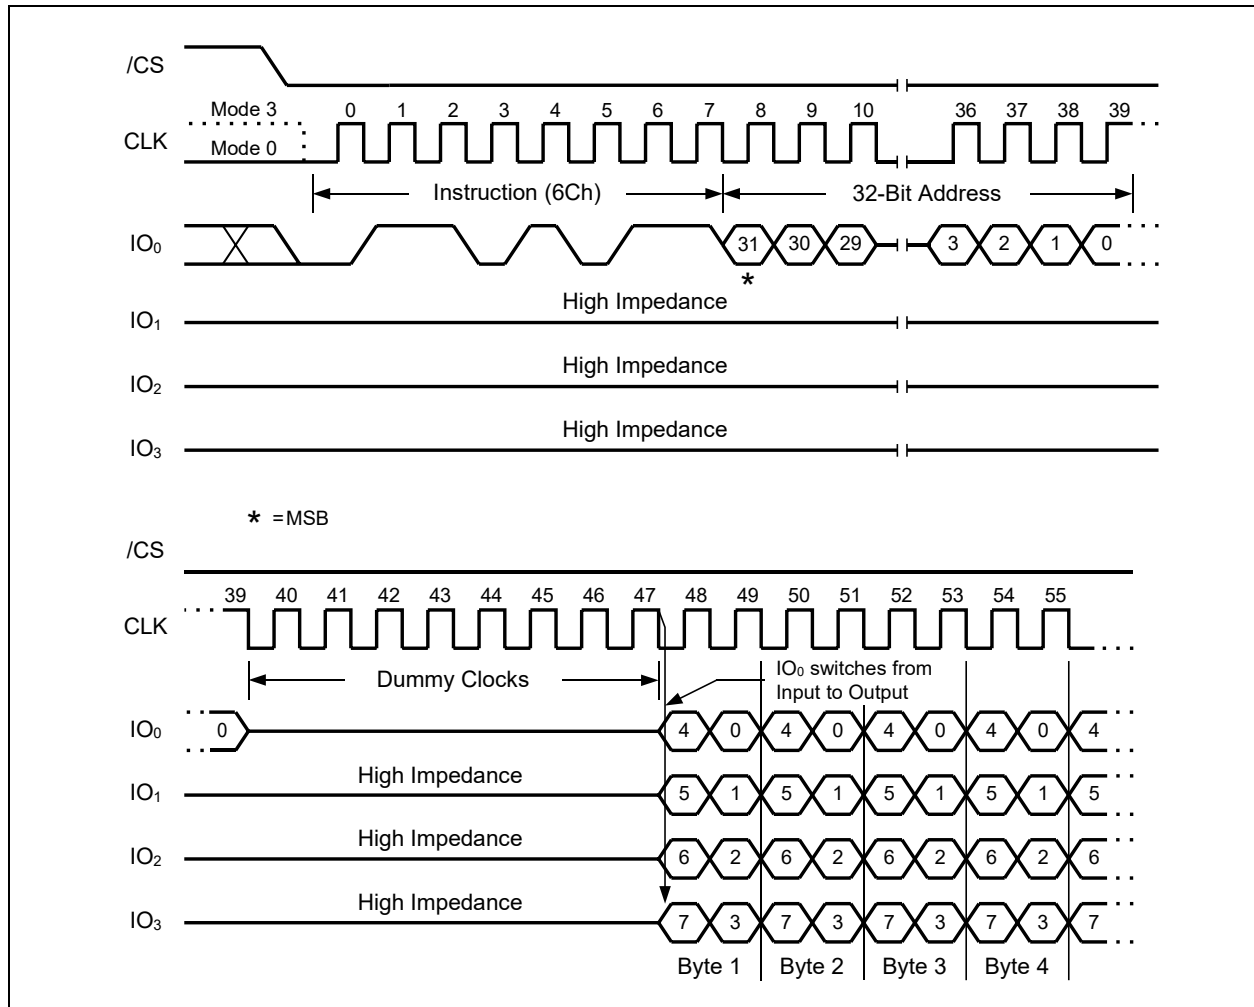 /CS
Mode 3 0 1 2 3 4 5 6 7 8 9 10 36 37 38 39
CLK
Mode 0
Instruction (6Ch) 32-Bit Address
IO₀ 31 30 29 3 2 1 0
*
High Impedance
IO₁
High Impedance
IO₂
High Impedance
IO₃
* =MSB
/CS
39 40 41 42 43 44 45 46 47 48 49 50 51 52 53 54 55
CLK
Dummy Clocks
IO₀ switches from
Input to Output
IO₀ 0 4 0 4 0 4 0 4 0 4
High Impedance
IO₁ 5 1 5 1 5 1 5 1 5
High Impedance
IO₂ 6 2 6 2 6 2 6 2 6
High Impedance
IO₃ 7 3 7 3 7 3 7 3 7
Byte 1 Byte 2 Byte 3 Byte 4